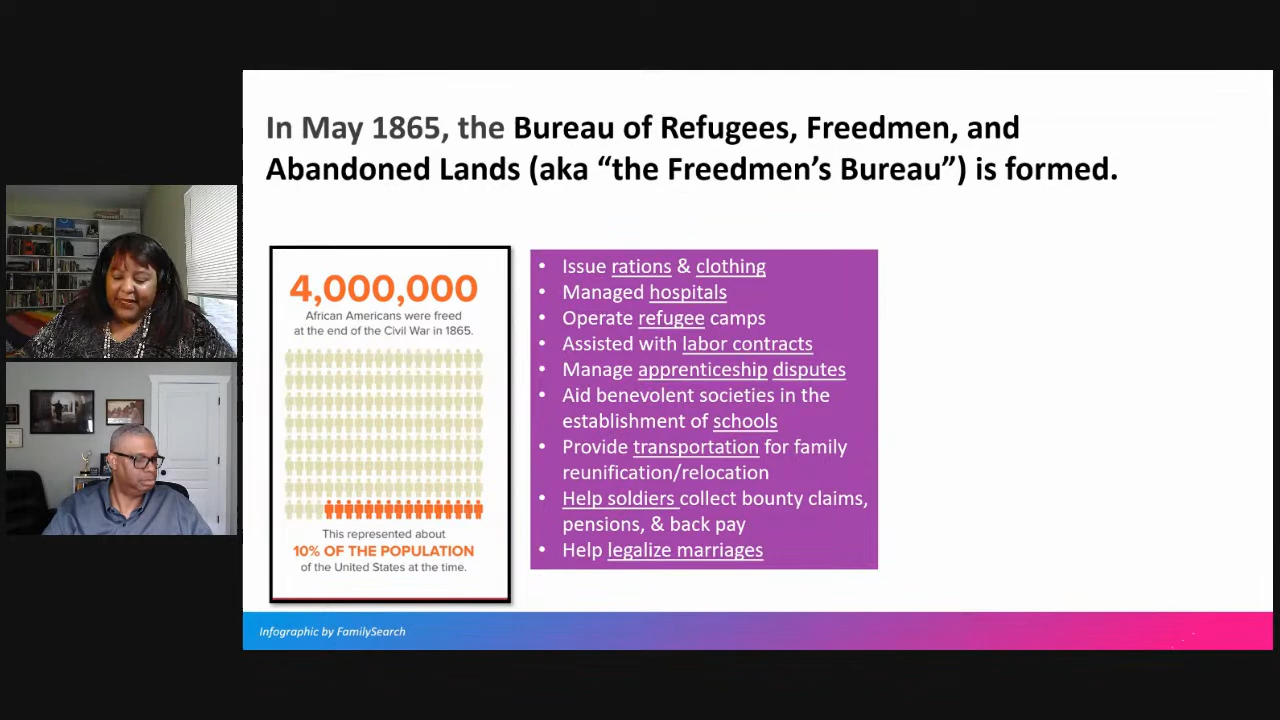 In May 1865, the Bureau of Refugees, Freedmen, and
Abandoned Lands (aka “the Freedmen’s Bureau”) is formed.
4,000,000
African Americans were freed
at the end of the Civil War in 1865.
This represented about
10% OF THE POPULATION
of the United States at the time.
• Issue rations & clothing
• Managed hospitals
• Operate refugee camps
• Assisted with labor contracts
• Manage apprenticeship disputes
• Aid benevolent societies in the
establishment of schools
• Provide transportation for family
reunification/relocation
• Help soldiers collect bounty claims,
pensions, & back pay
• Help legalize marriages
Infographic by FamilySearch